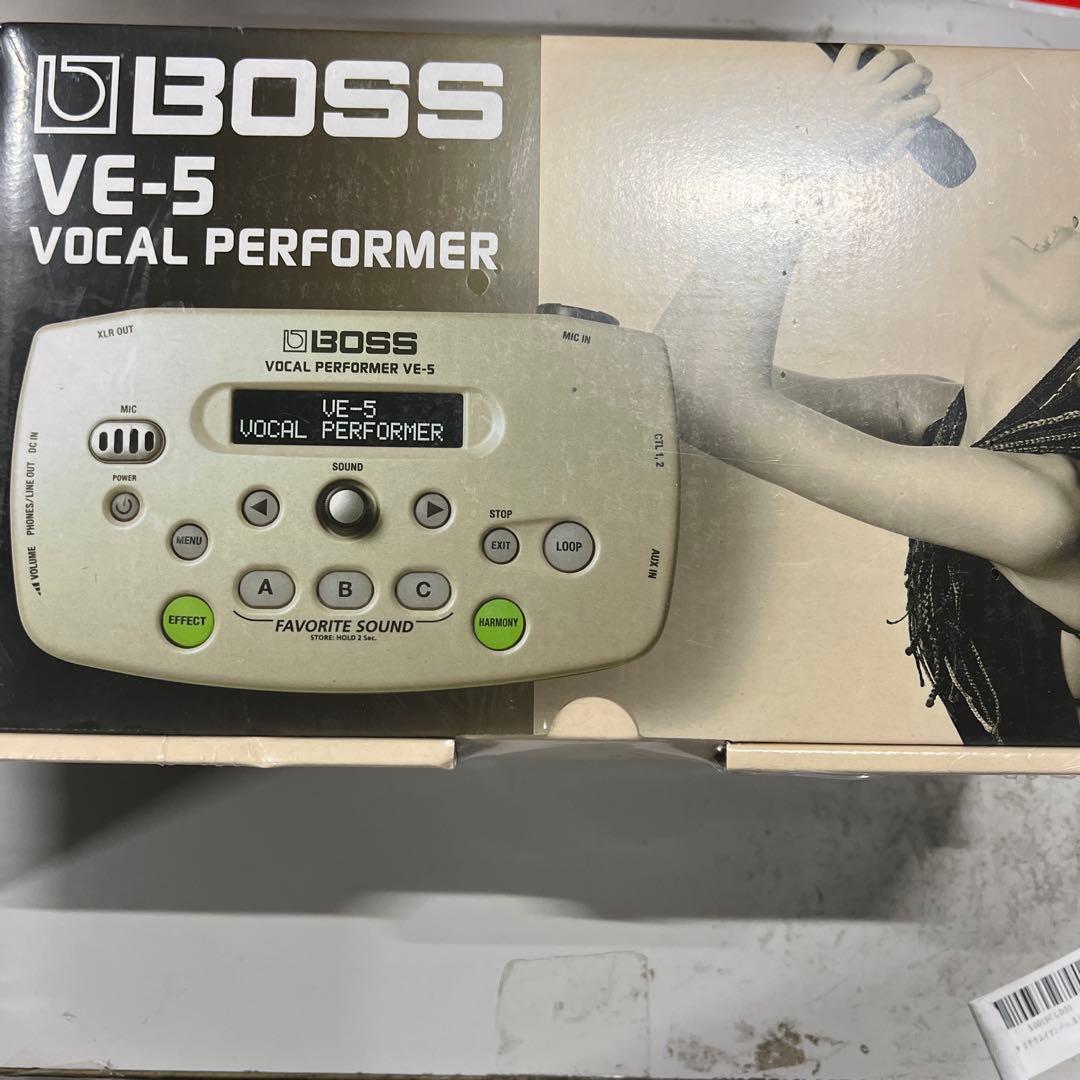 BOSS
VE-5
VOCAL PERFORMER
XLR OUT
BOSS
MIC IN
VOCAL PERFORMER VE-5
MIC
VE-5
VOCAL PERFORMER
DC IN
PHONES/LINE OUT
VOLUME
CTL 1, 2
AUX IN
POWER
SOUND
STOP
MENU
EXIT
LOOP
A
B
C
EFFECT
FAVORITE SOUND
STORE: HOLD 2 Sec.
HARMONY